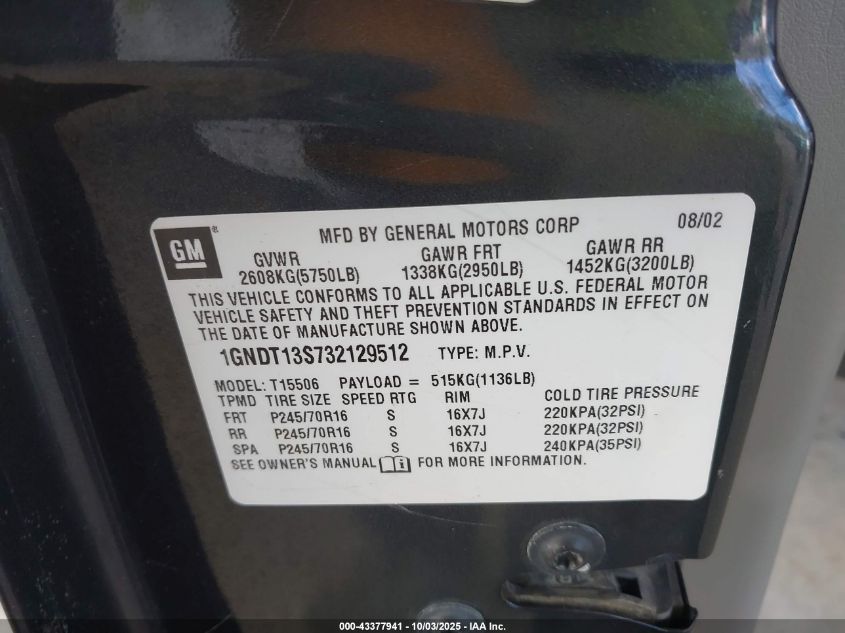 GM®
MFD BY GENERAL MOTORS CORP 08/02
GVWR GAWR FRT GAWR RR
2608KG(5750LB) 1338KG(2950LB) 1452KG(3200LB)
THIS VEHICLE CONFORMS TO ALL APPLICABLE U.S. FEDERAL MOTOR
VEHICLE SAFETY AND THEFT PREVENTION STANDARDS IN EFFECT ON
THE DATE OF MANUFACTURE SHOWN ABOVE.
1GNDT13S732129512 TYPE: M.P.V.
MODEL: T15506 PAYLOAD = 515KG(1136LB)
TPMD TIRE SIZE SPEED RTG RIM COLD TIRE PRESSURE
FRT P245/70R16 S 16X7J 220KPA(32PSI)
RR P245/70R16 S 16X7J 220KPA(32PSI)
SPA P245/70R16 S 16X7J 240KPA(35PSI)
SEE OWNER'S MANUAL FOR MORE INFORMATION.
000-43377941 - 10/03/2025 - IAA Inc.